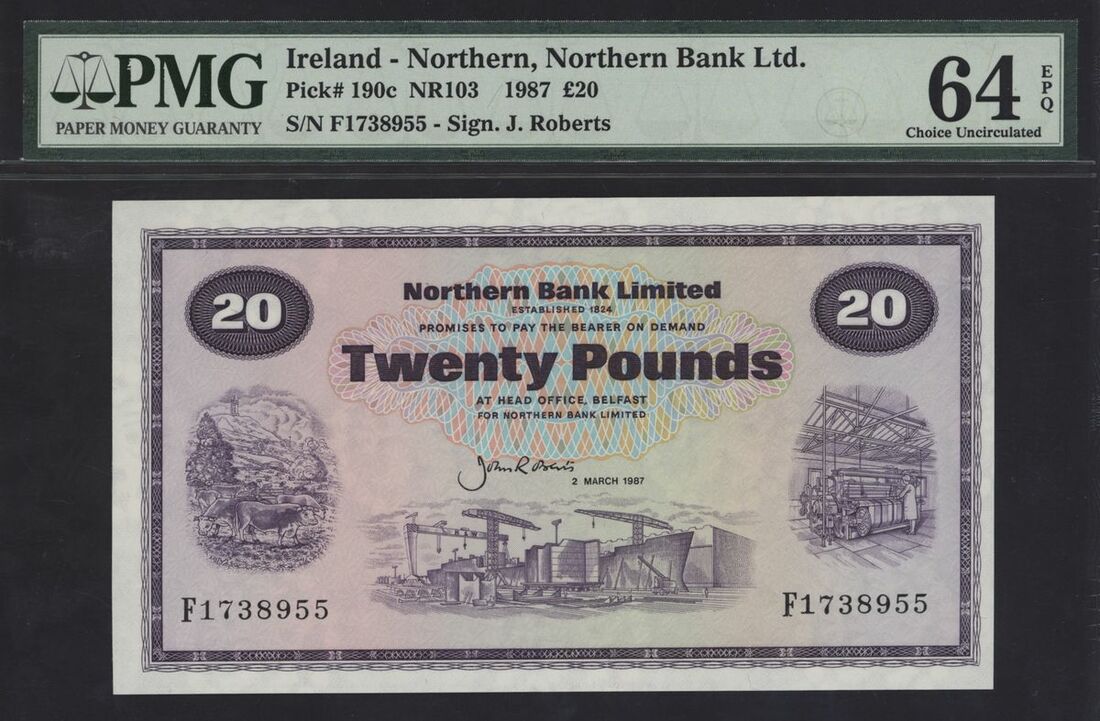 PMG
PAPER MONEY GUARANTY
Ireland - Northern, Northern Bank Ltd.
Pick# 190c NR103 1987 £20
S/N F1738955 - Sign. J. Roberts
64
EPQ
Choice Uncirculated
20
20
Northern Bank Limited
ESTABLISHED 1824
PROMISES TO PAY THE BEARER ON DEMAND
Twenty Pounds
AT HEAD OFFICE, BELFAST
FOR NORTHERN BANK LIMITED
John Roberts
2 MARCH 1987
F1738955
F1738955